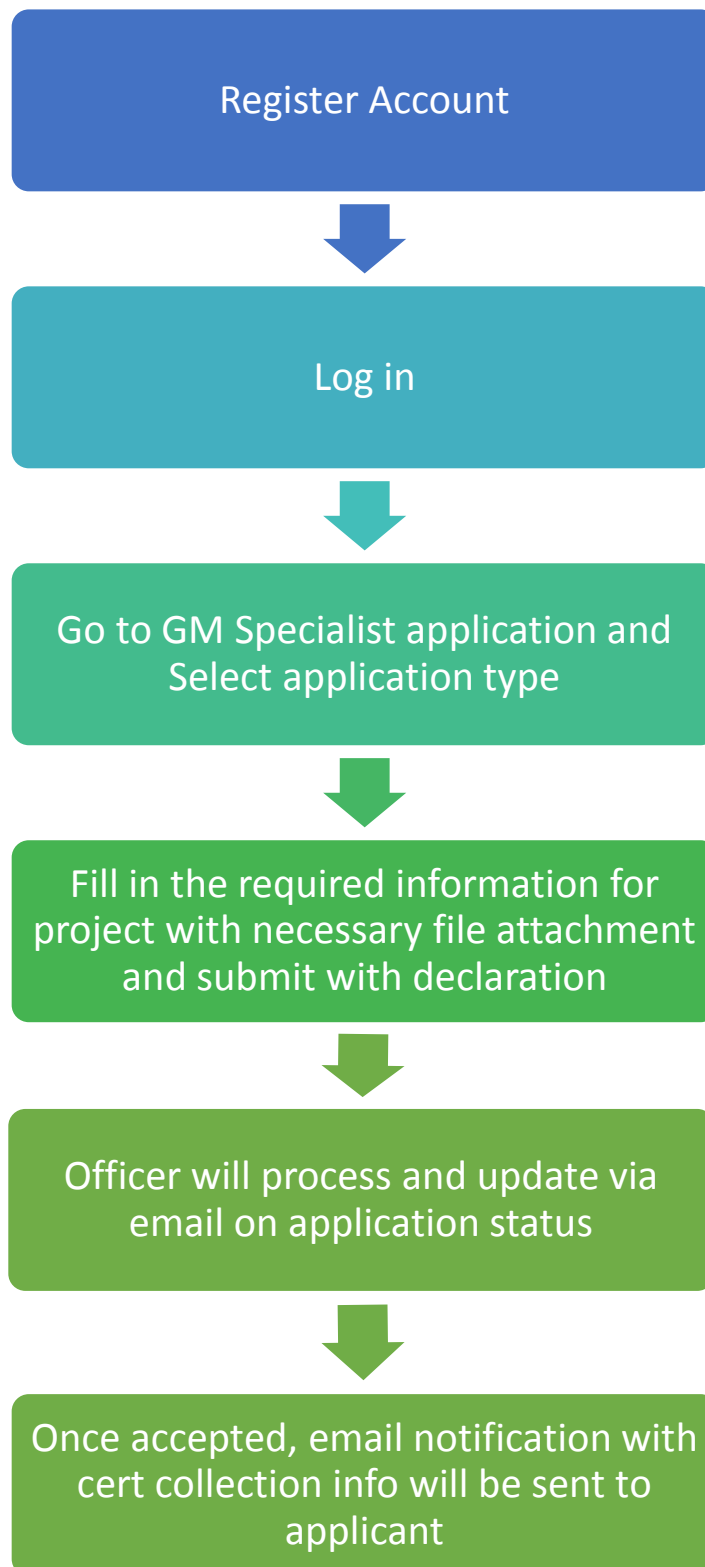 Register Account
Log in
Go to GM Specialist application and
Select application type
Fill in the required information for
project with necessary file attachment
and submit with declaration
Officer will process and update via
email on application status
Once accepted, email notification with
cert collection info will be sent to
applicant